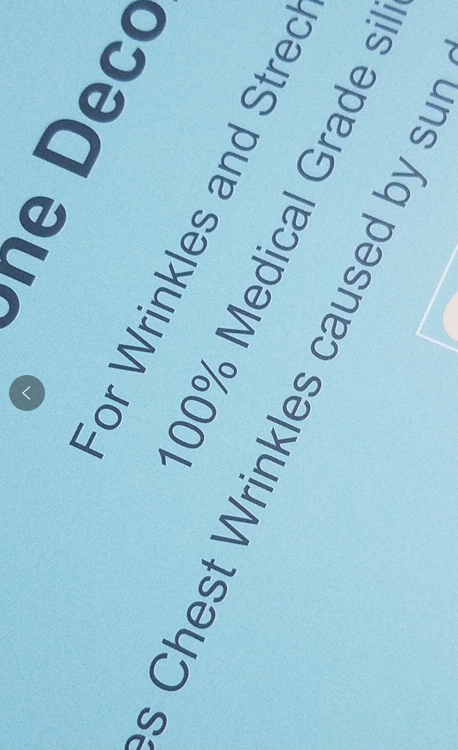 one Deco
For Wrinkles and Strech
100% Medical Grade sili
es Chest Wrinkles caused by sun d